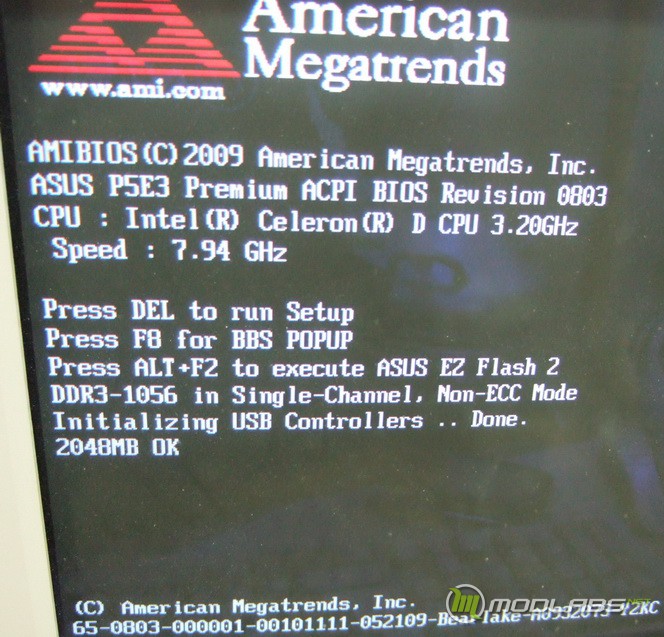 American
Megatrends
www.ami.com
AMIBIOS(C)2009 American Megatrends, Inc.
ASUS P5E3 Premium ACPI BIOS Revision 0803
CPU : Intel(R) Celeron(R) D CPU 3.20GHz
Speed : 7.94 GHz
Press DEL to run Setup
Press F8 for BBS POPUP
Press ALT+F2 to execute ASUS EZ Flash 2
DDR3-1056 in Single-Channel, Non-ECC Mode
Initializing USB Controllers .. Done.
2048MB OK
(C) American Megatrends, Inc.
MODLABS.NET